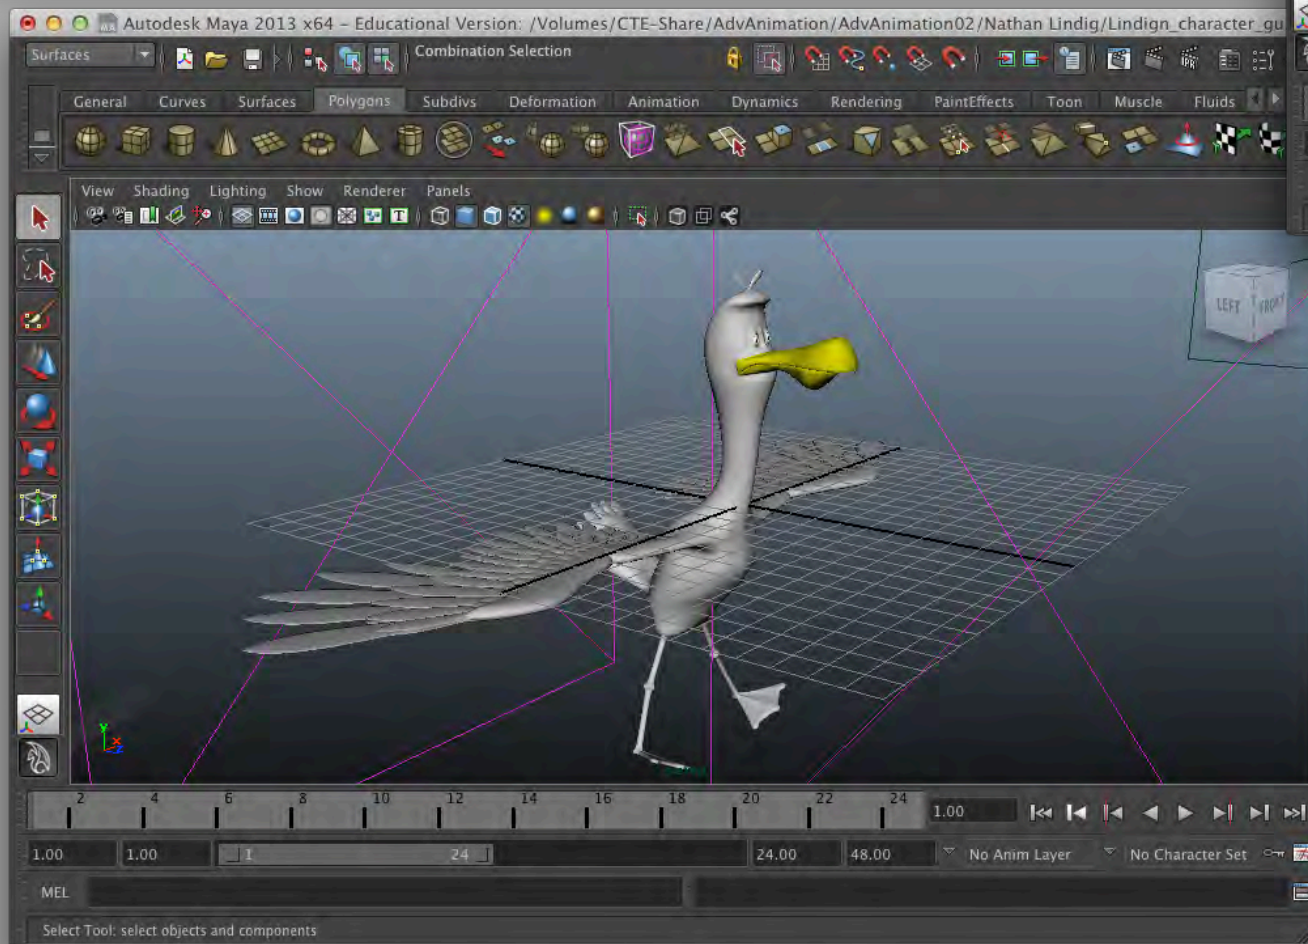 Autodesk Maya 2013 x64 – Educational Version: /Volumes/CTE-Share/AdvAnimation/AdvAnimation02/Nathan Lindig/Lindign_character_gu
Surfaces
Combination Selection
IPR
General Curves Surfaces Polygons Subdivs Deformation Animation Dynamics Rendering PaintEffects Toon Muscle Fluids
View Shading Lighting Show Renderer Panels
T
LEFT FRONT
y
x
z
2 4 6 8 10 12 14 16 18 20 22 24 1.00
1.00 1.00 1 24 24.00 48.00 No Anim Layer No Character Set
MEL
Select Tool: select objects and components